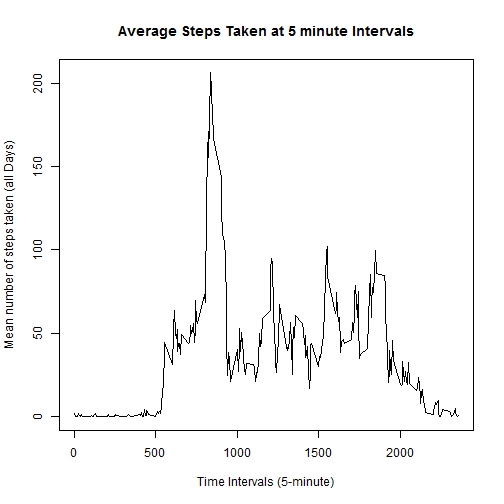 Average Steps Taken at 5 minute Intervals
Mean number of steps taken (all Days)
200
150
100
50
0
0 500 1000 1500 2000
Time Intervals (5-minute)